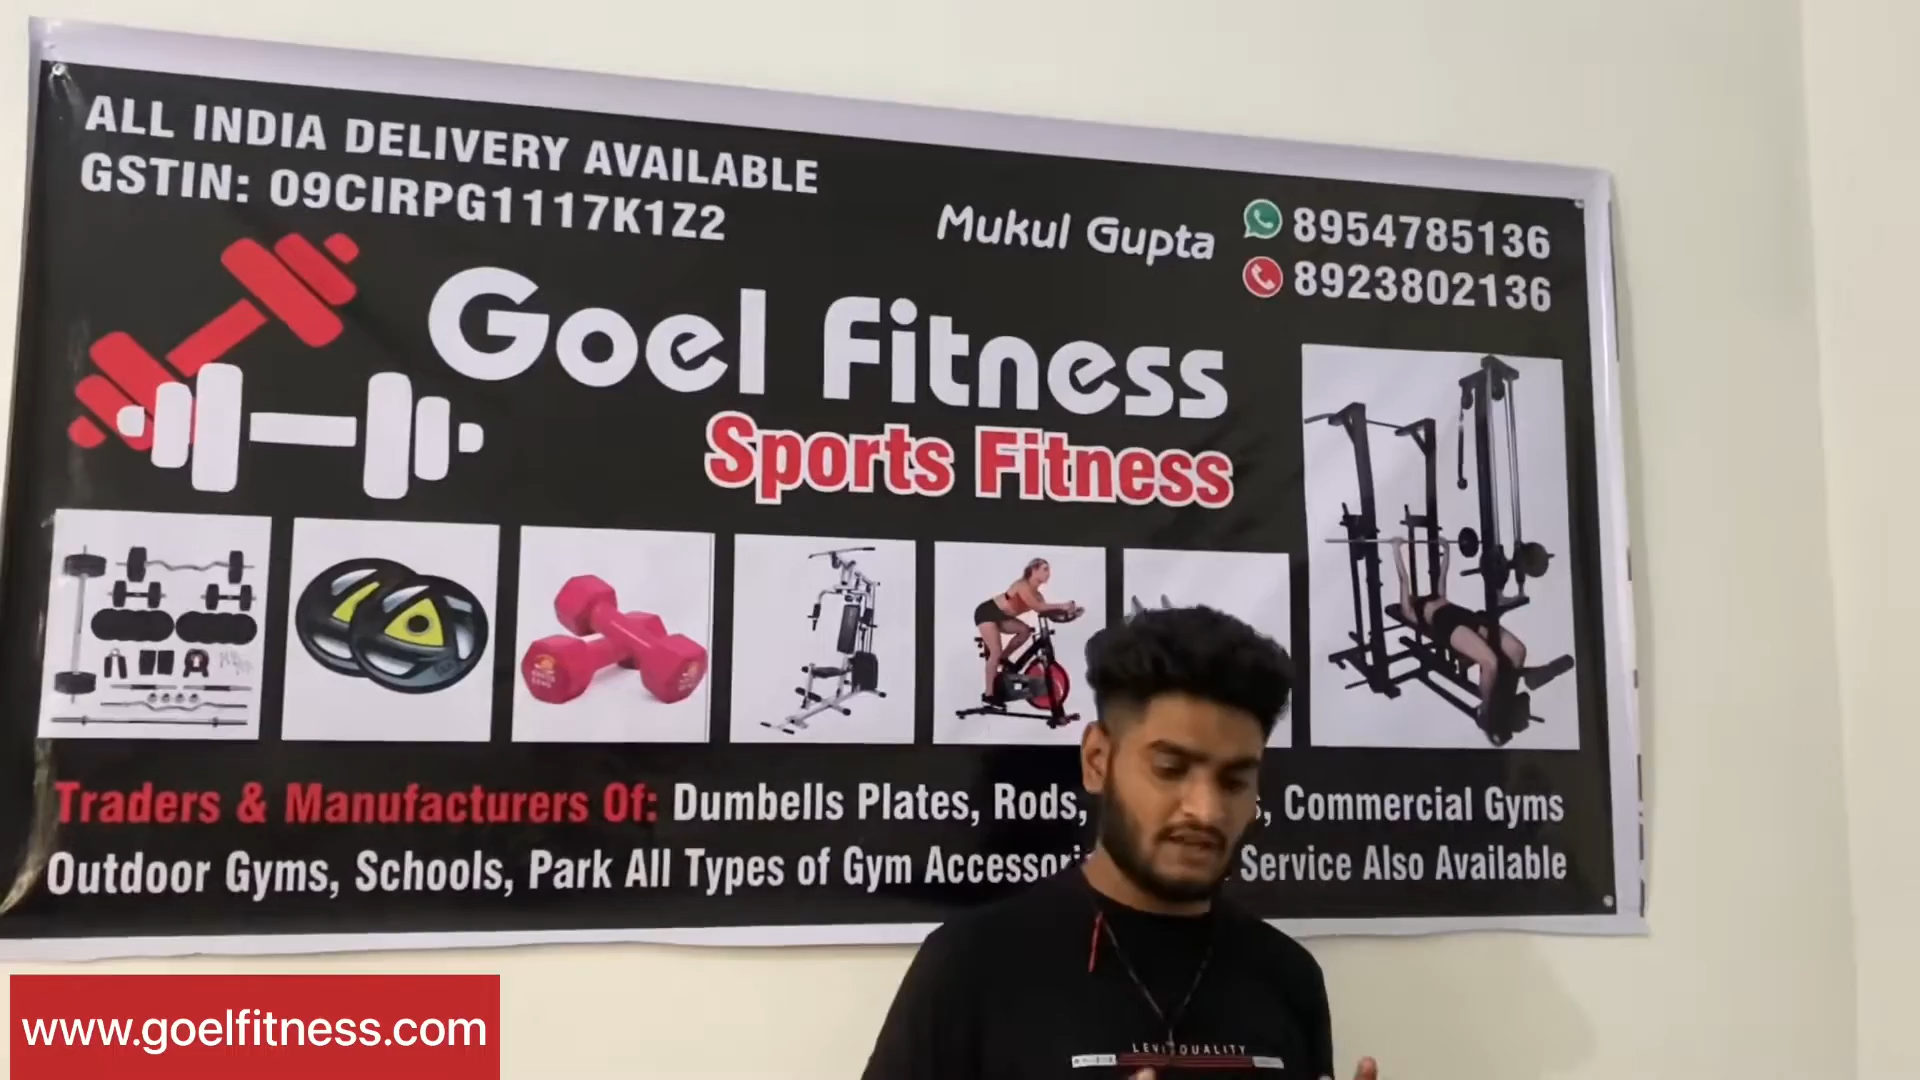 ALL INDIA DELIVERY AVAILABLE
GSTIN: 09CIRPG1117K1Z2
Mukul Gupta
8954785136
8923802136
Goel Fitness
Sports Fitness
Traders & Manufacturers Of: Dumbells Plates, Rods, Commercial Gyms
Outdoor Gyms, Schools, Park All Types of Gym Service Also Available
QUALITY
www.goelfitness.com